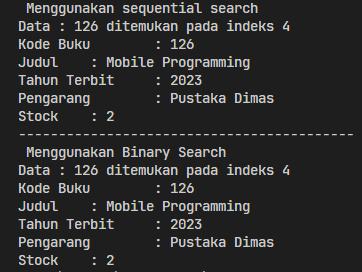 Menggunakan sequential search
Data : 126 ditemukan pada indeks 4
Kode Buku        : 126
Judul    : Mobile Programming
Tahun Terbit     : 2023
Pengarang        : Pustaka Dimas
Stock    : 2
------------------------------------------
Menggunakan Binary Search
Data : 126 ditemukan pada indeks 4
Kode Buku        : 126
Judul    : Mobile Programming
Tahun Terbit     : 2023
Pengarang        : Pustaka Dimas
Stock    : 2